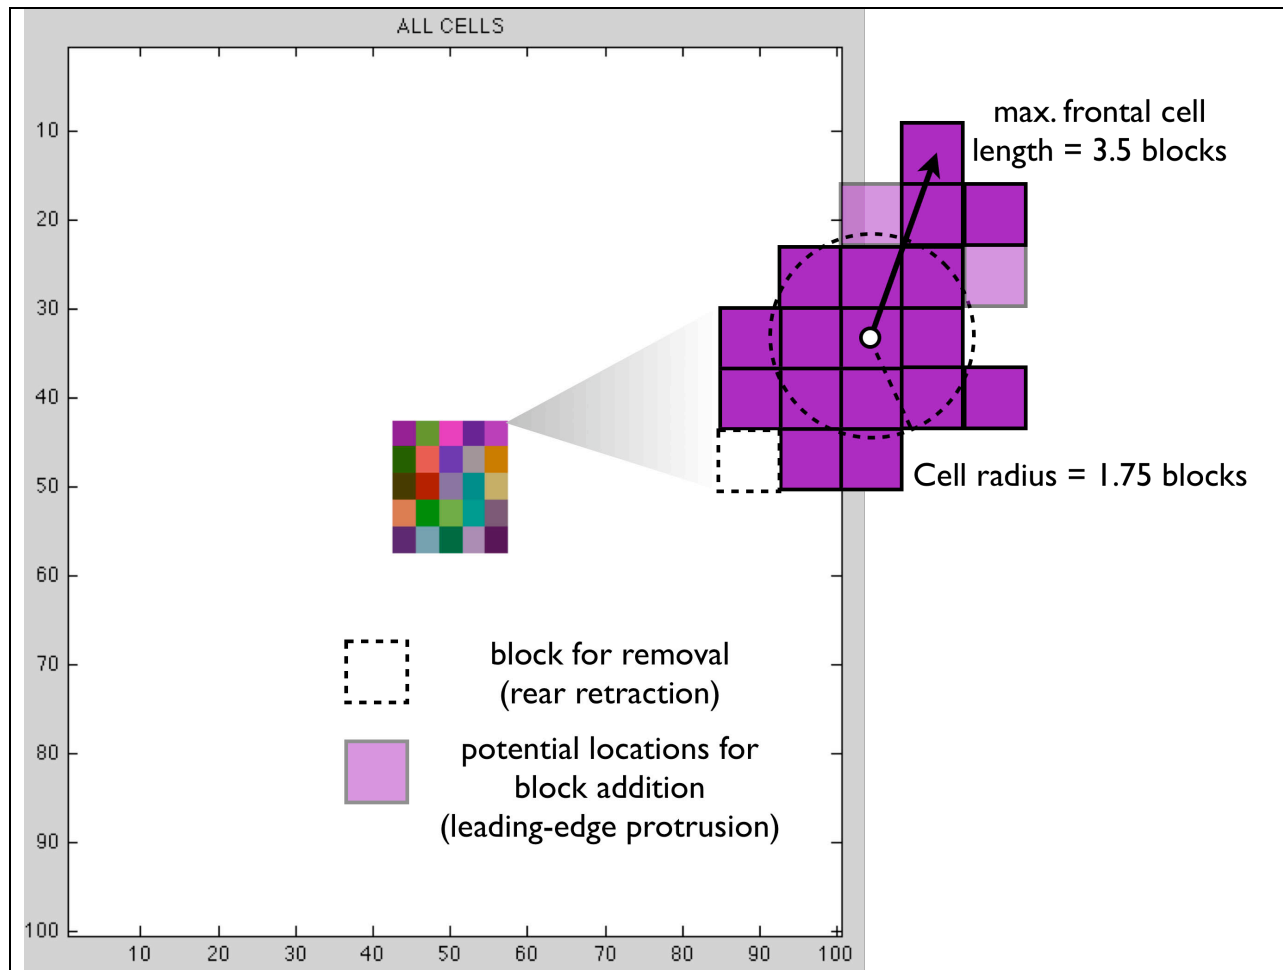 ALL CELLS
max. frontal cell
length = 3.5 blocks
10
20
30
40
50
60
70
80
90
100
Cell radius = 1.75 blocks
block for removal
(rear retraction)
potential locations for
block addition
(leading-edge protrusion)
10 20 30 40 50 60 70 80 90 100